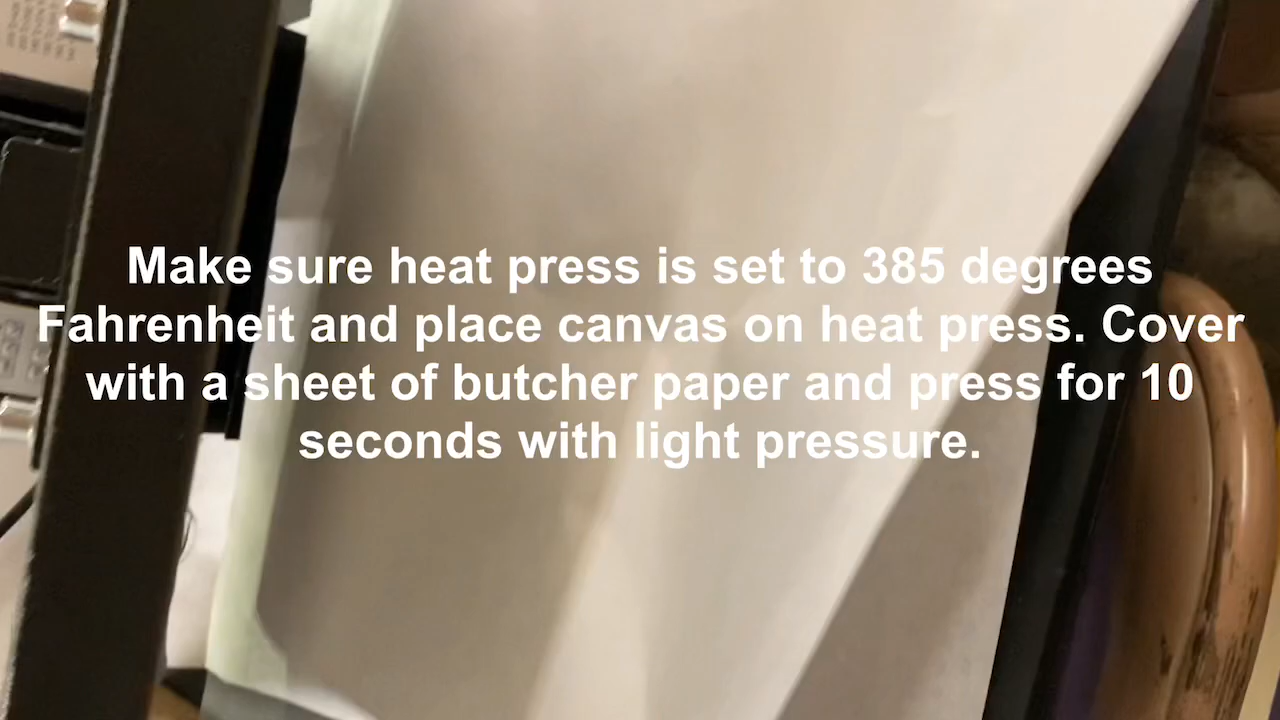 Make sure heat press is set to 385 degrees
Fahrenheit and place canvas on heat press. Cover
with a sheet of butcher paper and press for 10
seconds with light pressure.